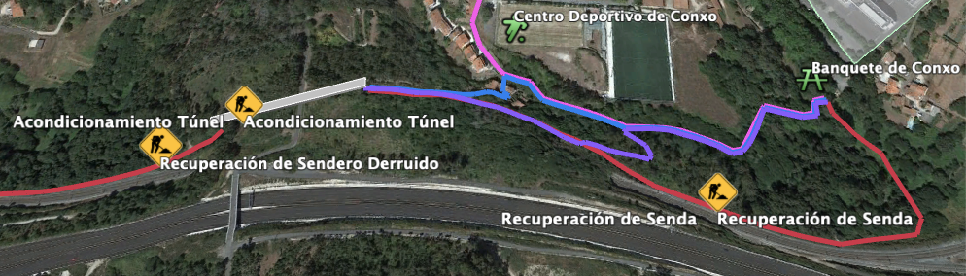 Centro Deportivo de Conxo
Banquete de Conxo
Acondicionamiento Túnel
Acondicionamiento Túnel
Recuperación de Sendero Derruido
Recuperación de Senda
Recuperación de Senda